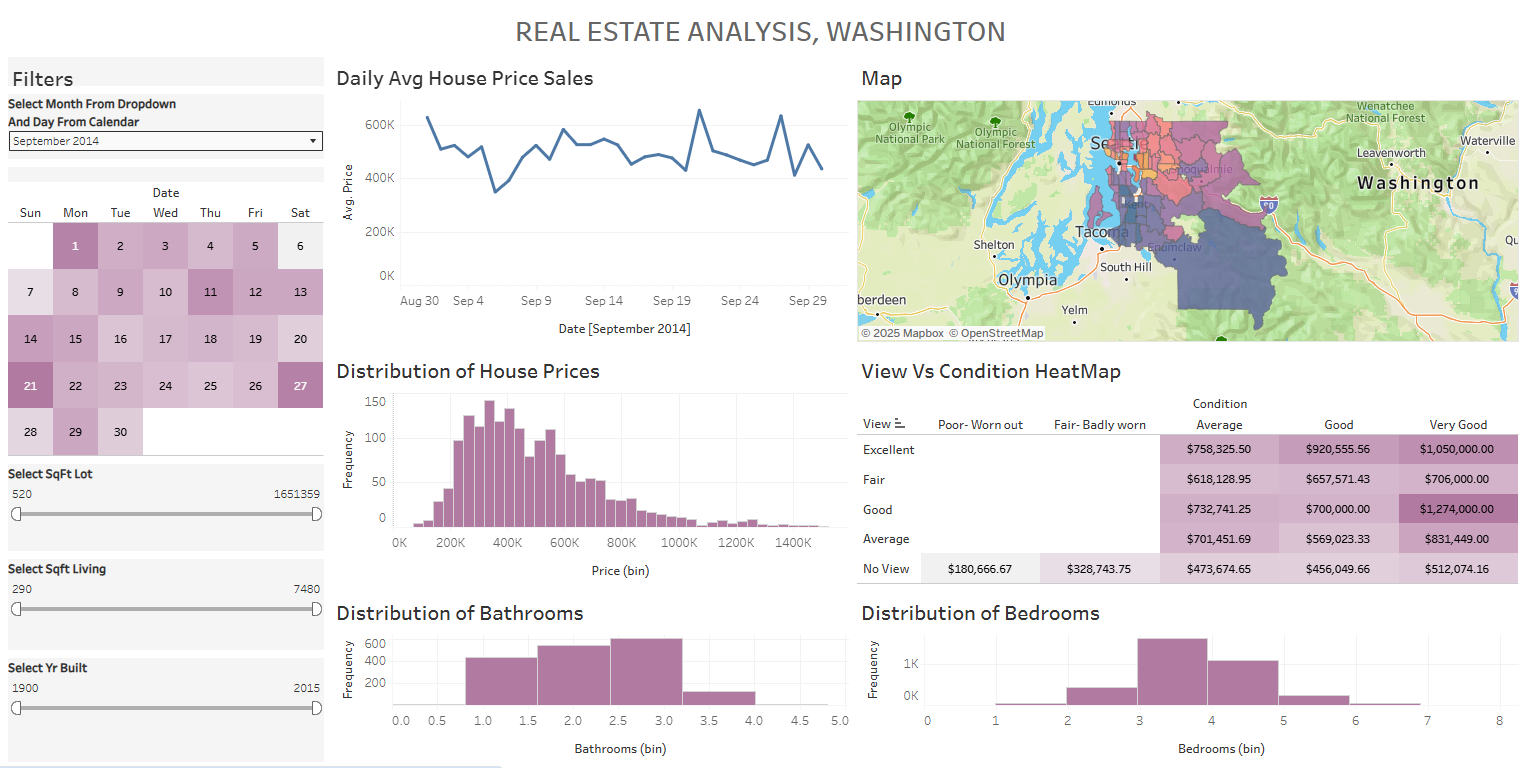 REAL ESTATE ANALYSIS, WASHINGTON
Filters
Select Month From Dropdown
And Day From Calendar
September 2014
Date
Sun Mon Tue Wed Thu Fri Sat
1 2 3 4 5 6
7 8 9 10 11 12 13
14 15 16 17 18 19 20
21 22 23 24 25 26 27
28 29 30
Select SqFt Lot
520 1651359
Select Sqft Living
290 7480
Select Yr Built
1900 2015
Daily Avg House Price Sales
Avg. Price
600K
400K
200K
0K
Aug 30 Sep 4 Sep 9 Sep 14 Sep 19 Sep 24 Sep 29
Date [September 2014]
Map
Edmonds
Wenatchee
National Forest
Olympic
National Park
Olympic
National Forest
Waterville
Leavenworth
Washington
Snoqualmie
90
Kent
Tacoma
Enumclaw
Shelton
South Hill
Olympia
Yelm
berdeen
Qu
© 2025 Mapbox © OpenStreetMap
Distribution of House Prices
Frequency
150
100
50
0
0K 200K 400K 600K 800K 1000K 1200K 1400K
Price (bin)
View Vs Condition HeatMap
Condition
View Poor- Worn out Fair- Badly worn Average Good Very Good
Excellent $758,325.50 $920,555.56 $1,050,000.00
Fair $618,128.95 $657,571.43 $706,000.00
Good $732,741.25 $700,000.00 $1,274,000.00
Average $701,451.69 $569,023.33 $831,449.00
No View $180,666.67 $328,743.75 $473,674.65 $456,049.66 $512,074.16
Distribution of Bathrooms
Frequency
600
400
200
0.0 0.5 1.0 1.5 2.0 2.5 3.0 3.5 4.0 4.5 5.0
Bathrooms (bin)
Distribution of Bedrooms
Frequency
1K
0K
0 1 2 3 4 5 6 7 8
Bedrooms (bin)